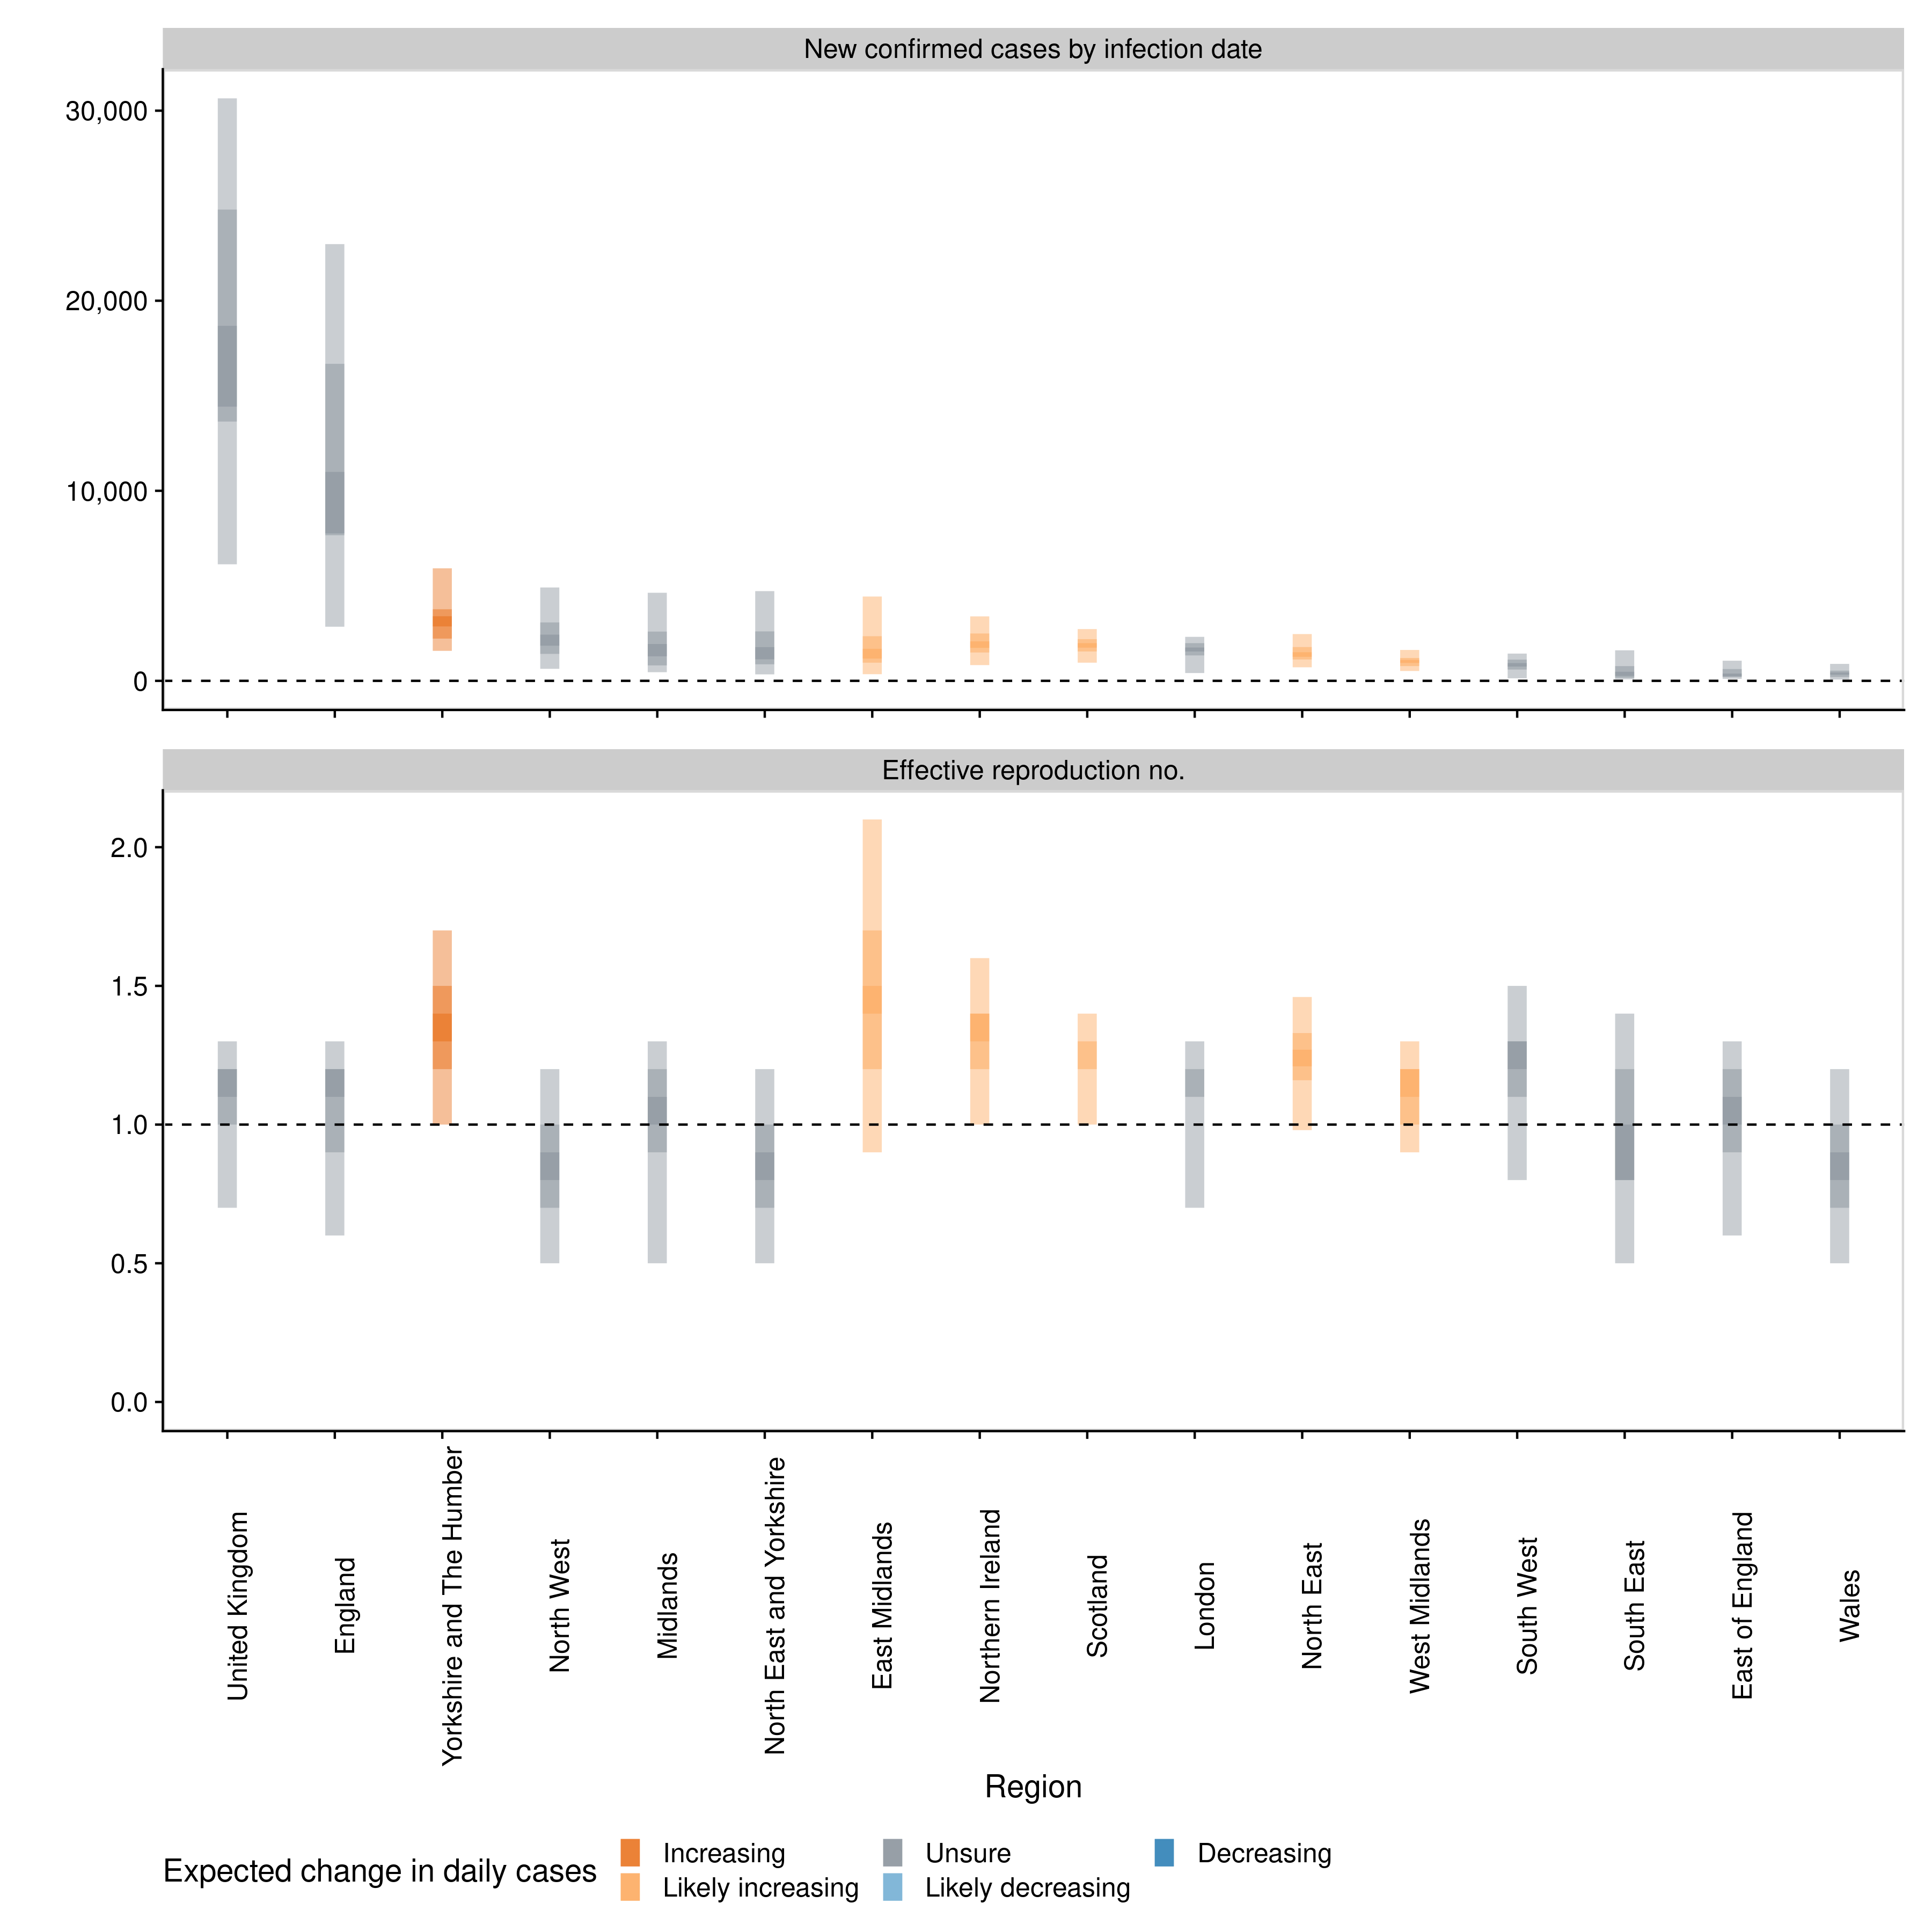 New confirmed cases by infection date
30,000
20,000
10,000
0
Effective reproduction no.
2.0
1.5
1.0
0.5
0.0
United Kingdom
England
Yorkshire and The Humber
North West
Midlands
North East and Yorkshire
East Midlands
Northern Ireland
Scotland
London
North East
West Midlands
South West
South East
East of England
Wales
Region
Expected change in daily cases
Increasing
Unsure
Decreasing
Likely increasing
Likely decreasing